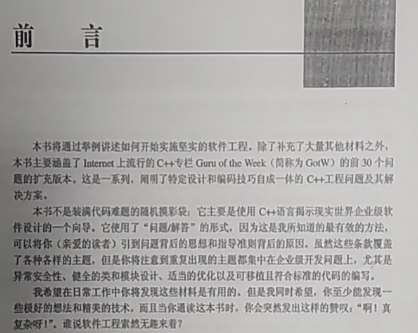 前 言
本书将通过举例讲述如何开始实施坚实的软件工程。除了补充了大量其他材料之外，
本书主要涵盖了 Internet 上流行的 C++专栏 Guru of the Week（简称为 GotW）的前 30 个问
题的扩充版本。这是一系列，阐明了特定设计和编码技巧自成一体的 C++工程问题及其解
决方案。
本书不是装满代码难题的随机摸彩袋；它主要是使用 C++语言揭示现实世界企业级软
件设计的一个向导。它使用了“问题/解答”的形式，因为这是我所知道的最有效的方法，
可以将你（亲爱的读者）引到问题背后的思想和指导准则背后的原因。虽然这些条款覆盖
了各种各样的主题，但是你将注意到重复出现的主题都集中在企业级开发问题上，尤其是
异常安全性、健全的类和模块设计、适当的优化以及可移植且符合标准的代码的编写。
我希望在日常工作中你将发现这些材料是有用的。但是我同时希望，你至少能发现一
些极好的想法和精美的技术，而且当你通读这本书时，你会突然发出这样的赞叹：“啊！真
复杂呀！”。谁说软件工程索然无趣来着？